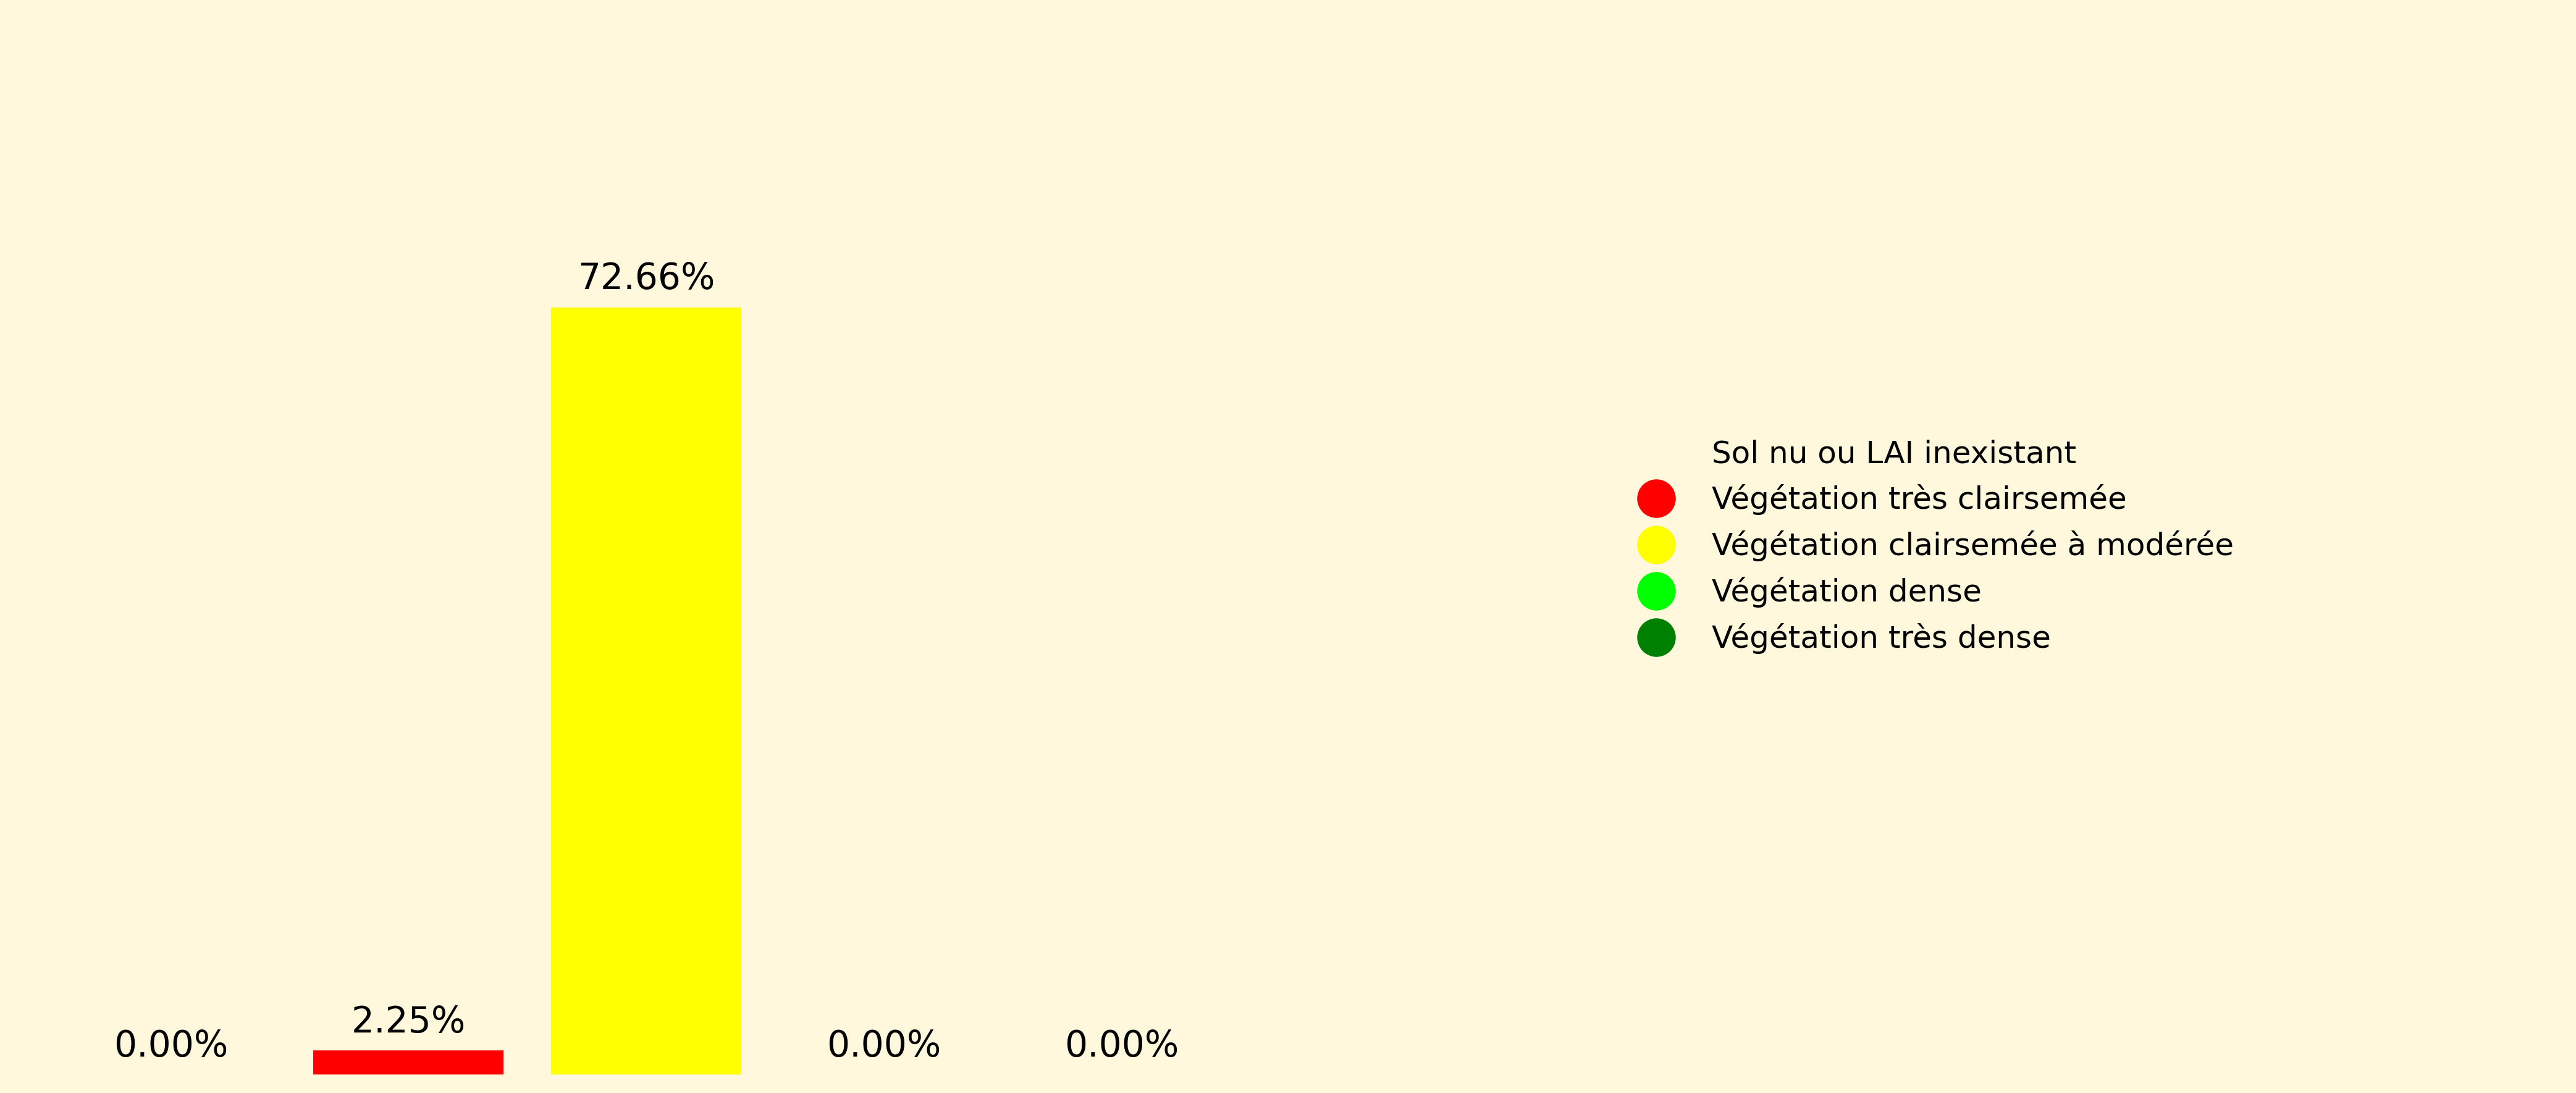 72.66%
2.25%
0.00%
0.00%
0.00%
Sol nu ou LAI inexistant
Végétation très clairsemée
Végétation clairsemée à modérée
Végétation dense
Végétation très dense